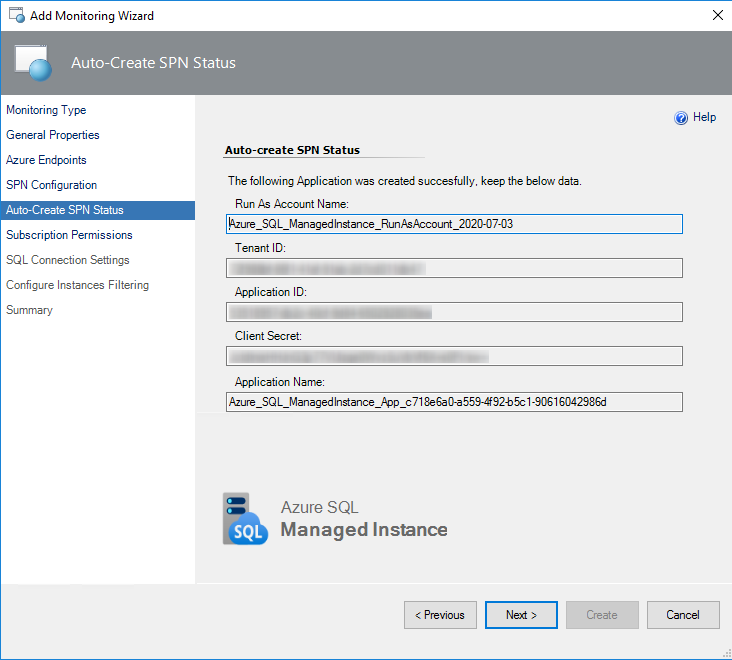 Add Monitoring Wizard
Auto-Create SPN Status
Monitoring Type
General Properties
Azure Endpoints
SPN Configuration
Auto-Create SPN Status
Subscription Permissions
SQL Connection Settings
Configure Instances Filtering
Summary
Help
Auto-create SPN Status
The following Application was created succesfully, keep the below data.
Run As Account Name:
Azure_SQL_ManagedInstance_RunAsAccount_2020-07-03
Tenant ID:
Application ID:
Client Secret:
Application Name:
Azure_SQL_ManagedInstance_App_c718e6a0-a559-4f92-b5c1-90616042986d
SQL
Azure SQL
Managed Instance
< Previous
Next >
Create
Cancel